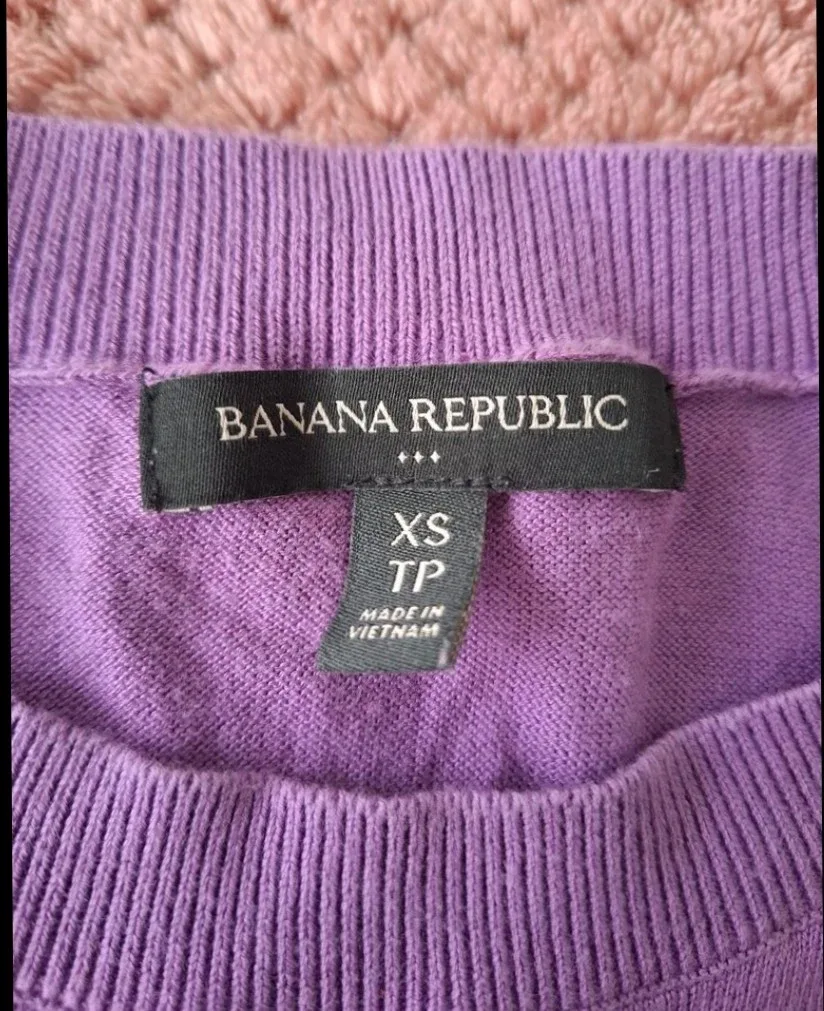 BANANA REPUBLIC
XS
TP
MADE IN
VIETNAM